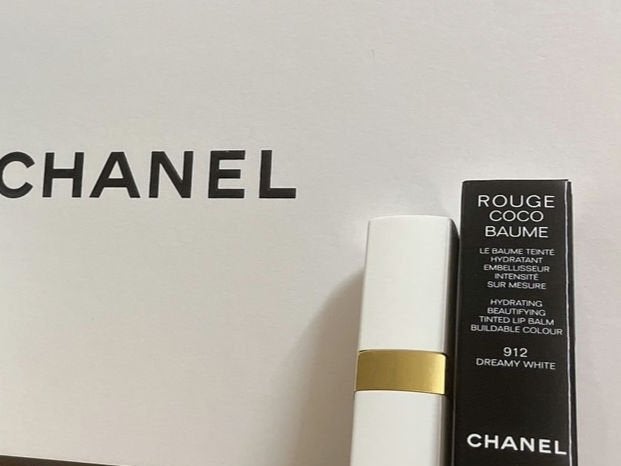 CHANEL
ROUGE
COCO
BAUME
LE BAUME TEINTÉ
HYDRATANT
EMBELLISSEUR
INTENSITÉ
SUR MESURE
HYDRATING
BEAUTIFYING
TINTED LIP BALM
BUILDABLE COLOUR
912
DREAMY WHITE
CHANEL